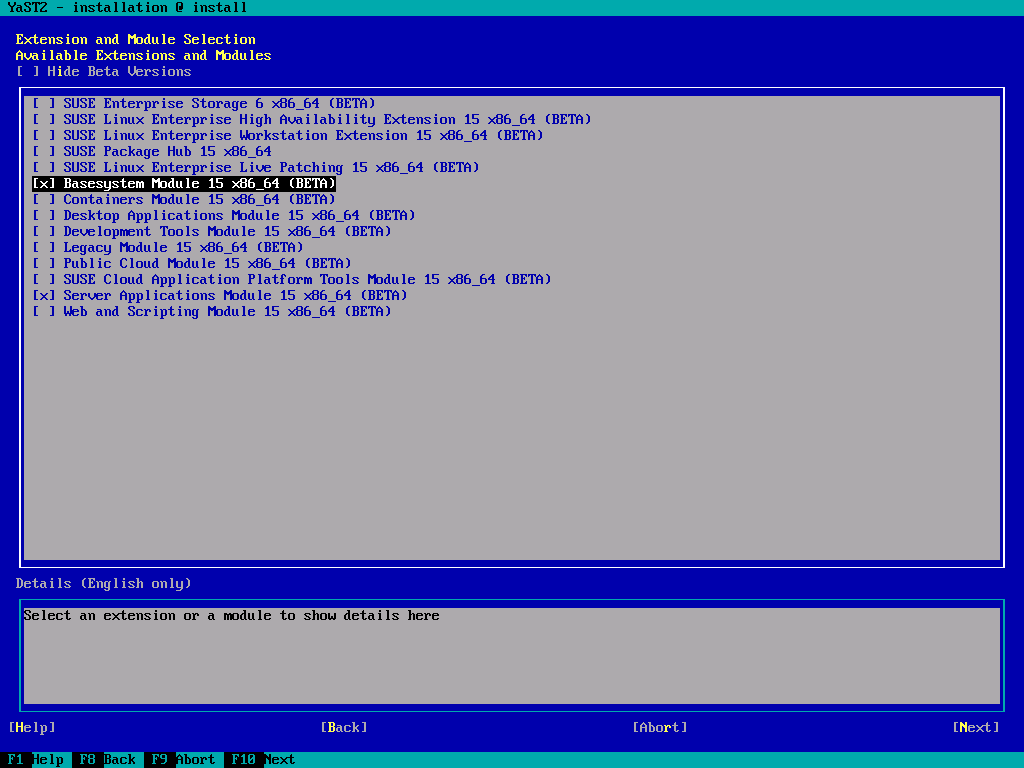 YaST2 - installation @ install
Extension and Module Selection
Available Extensions and Modules
[ ] Hide Beta Versions
[ ] SUSE Enterprise Storage 6 x86_64 (BETA)
[ ] SUSE Linux Enterprise High Availability Extension 15 x86_64 (BETA)
[ ] SUSE Linux Enterprise Workstation Extension 15 x86_64 (BETA)
[ ] SUSE Package Hub 15 x86_64
[ ] SUSE Linux Enterprise Live Patching 15 x86_64 (BETA)
[x] Basesystem Module 15 x86_64 (BETA)
[ ] Containers Module 15 x86_64 (BETA)
[ ] Desktop Applications Module 15 x86_64 (BETA)
[ ] Development Tools Module 15 x86_64 (BETA)
[ ] Legacy Module 15 x86_64 (BETA)
[ ] Public Cloud Module 15 x86_64 (BETA)
[ ] SUSE Cloud Application Platform Tools Module 15 x86_64 (BETA)
[x] Server Applications Module 15 x86_64 (BETA)
[ ] Web and Scripting Module 15 x86_64 (BETA)
Details (English only)
Select an extension or a module to show details here
[Help] [Back] [Abort] [Next]
F1 Help F8 Back F9 Abort F10 Next